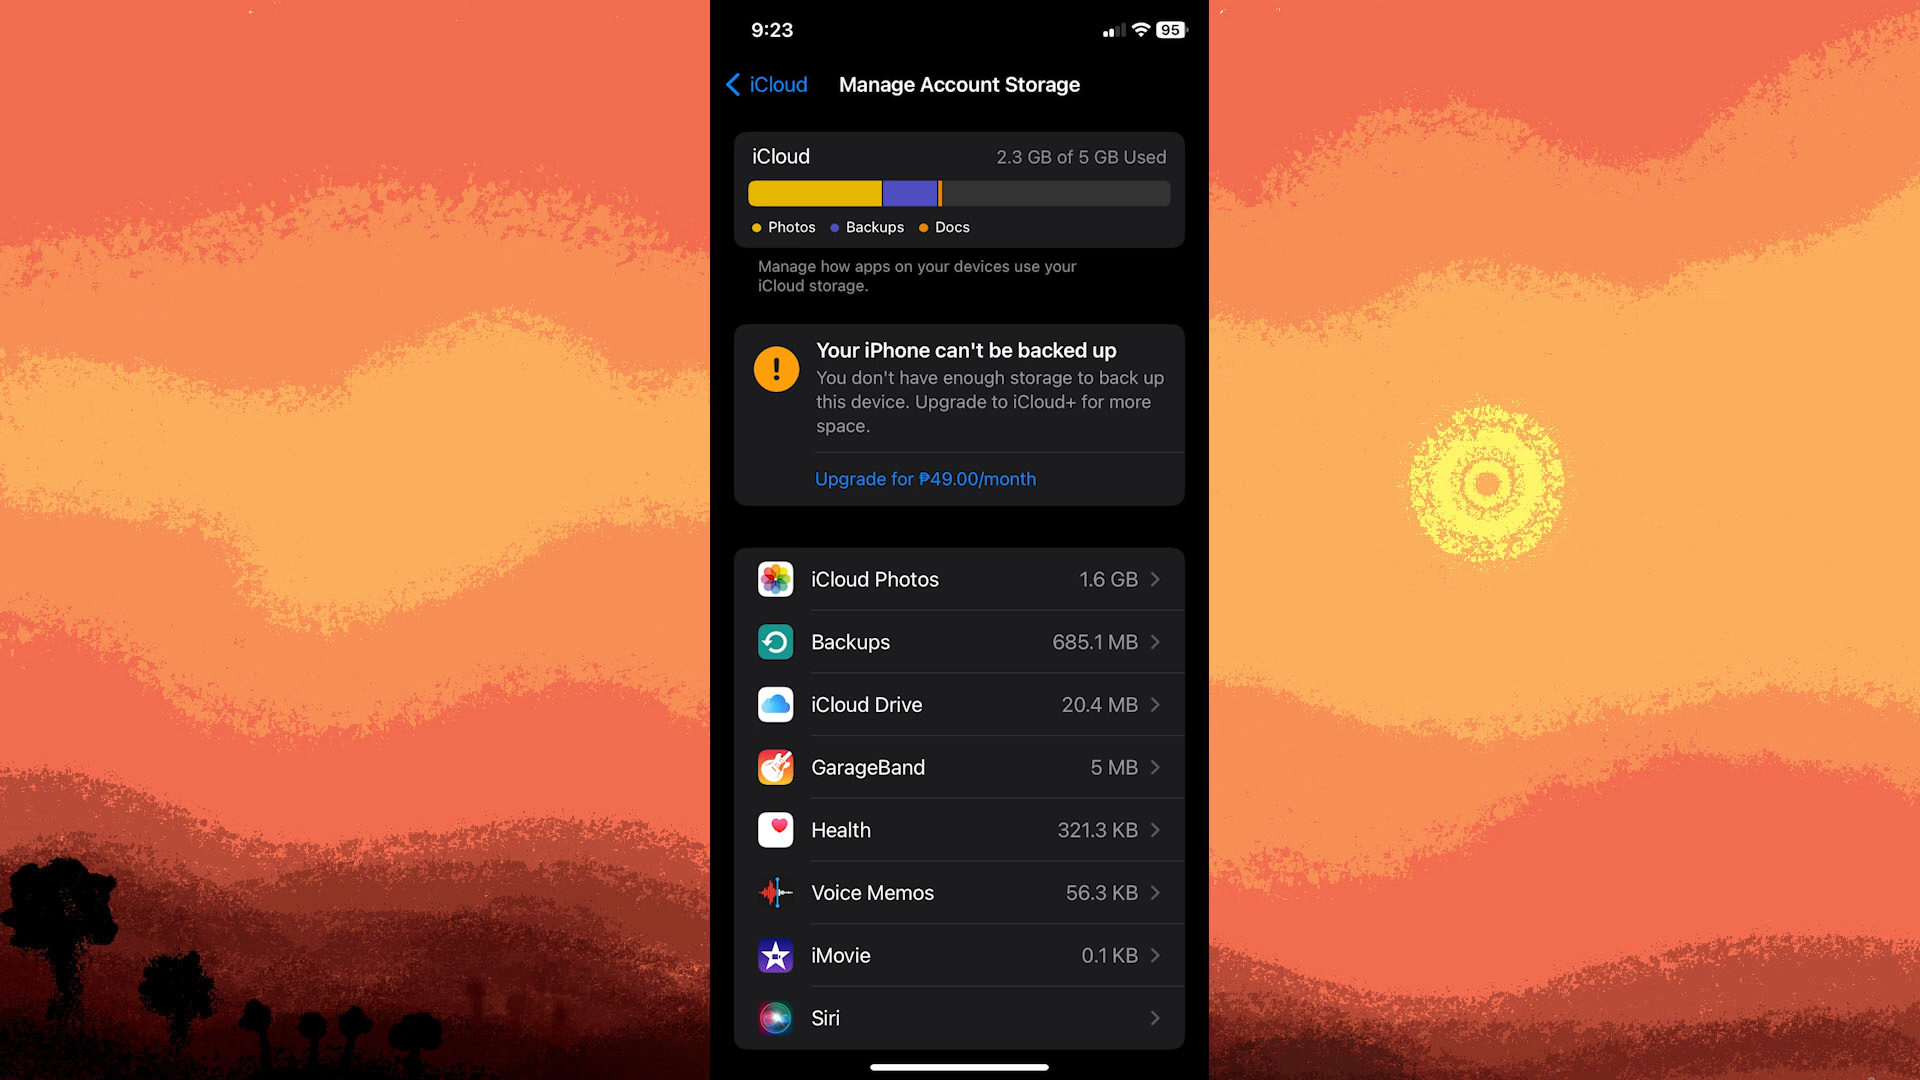 9:23
95
iCloud
Manage Account Storage
iCloud
2.3 GB of 5 GB Used
Photos
Backups
Docs
Manage how apps on your devices use your
iCloud storage.
Your iPhone can't be backed up
You don't have enough storage to back up
this device. Upgrade to iCloud+ for more
space.
Upgrade for ₱49.00/month
iCloud Photos
1.6 GB
Backups
685.1 MB
iCloud Drive
20.4 MB
GarageBand
5 MB
Health
321.3 KB
Voice Memos
56.3 KB
iMovie
0.1 KB
Siri